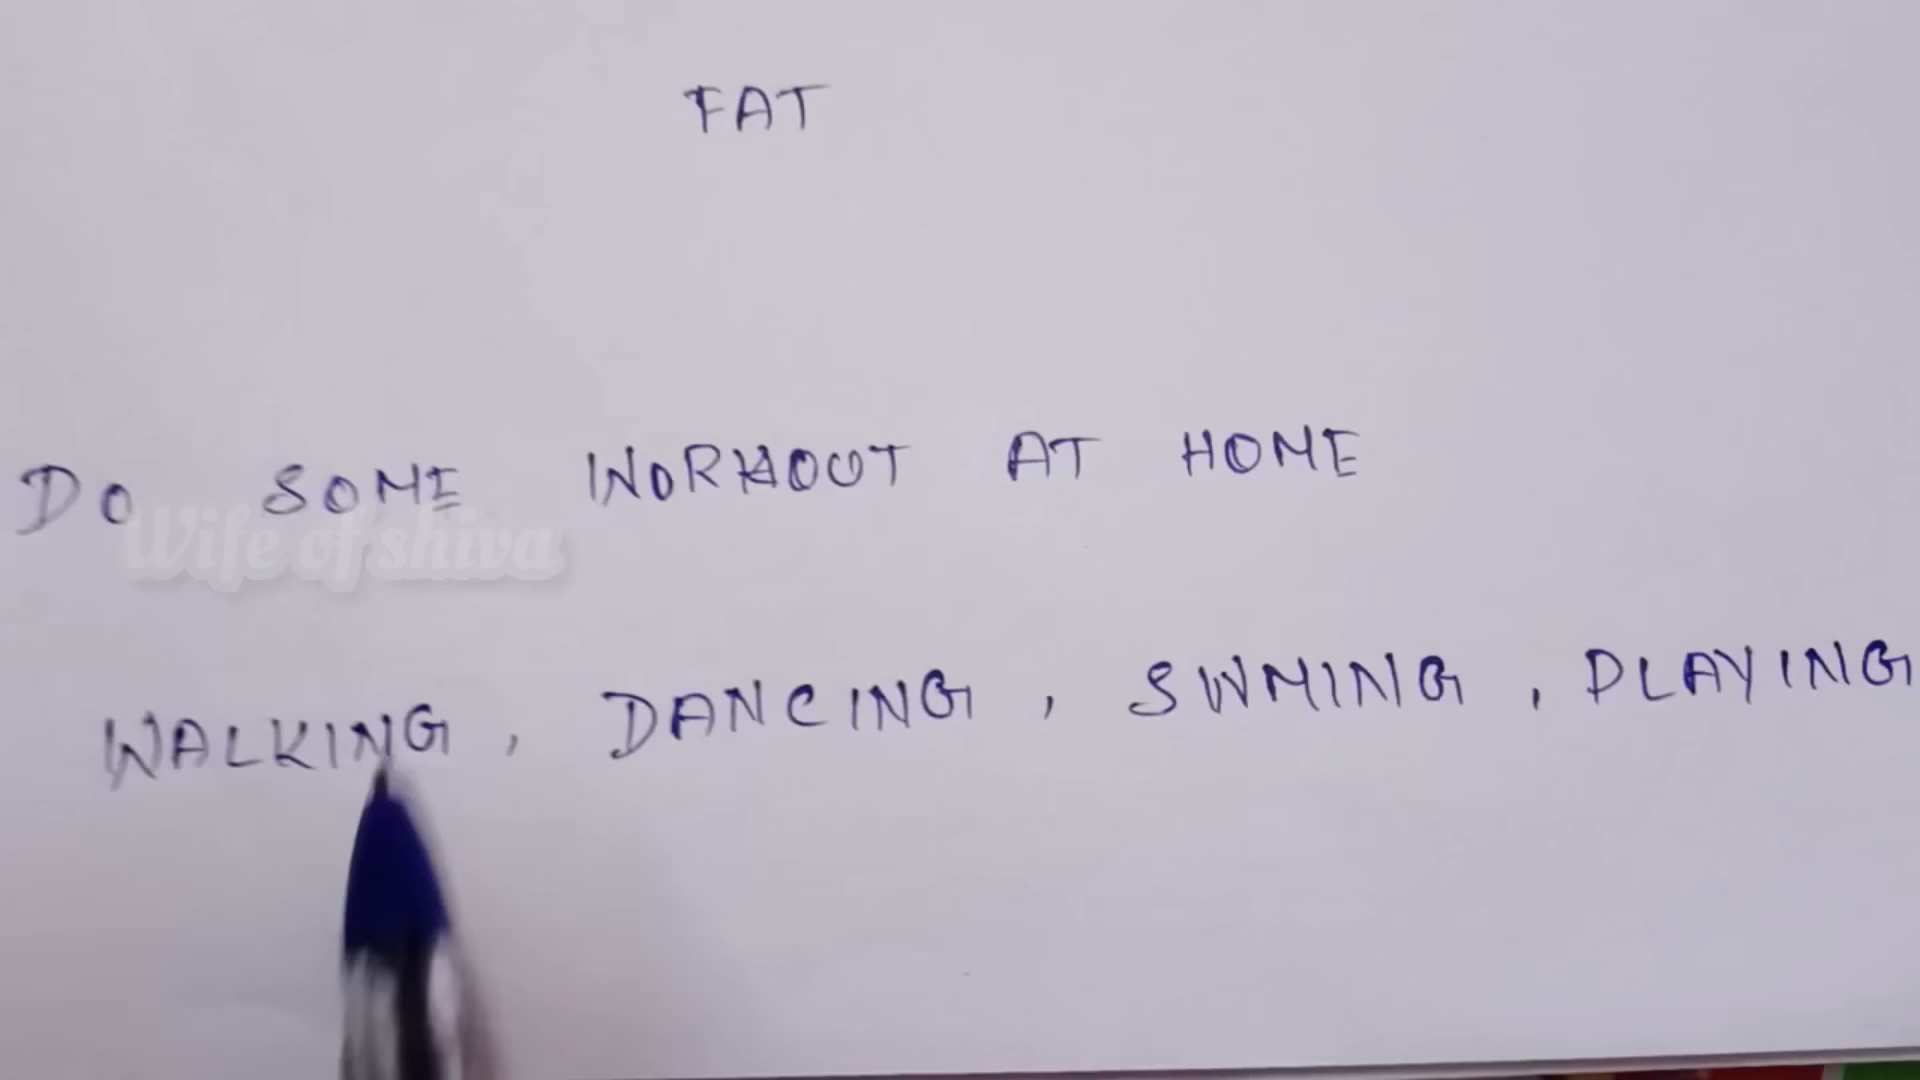 FAT
DO SOME WORKOUT AT HOME
Wife of shiva
WALKING, DANCING, SWMING, PLAYING